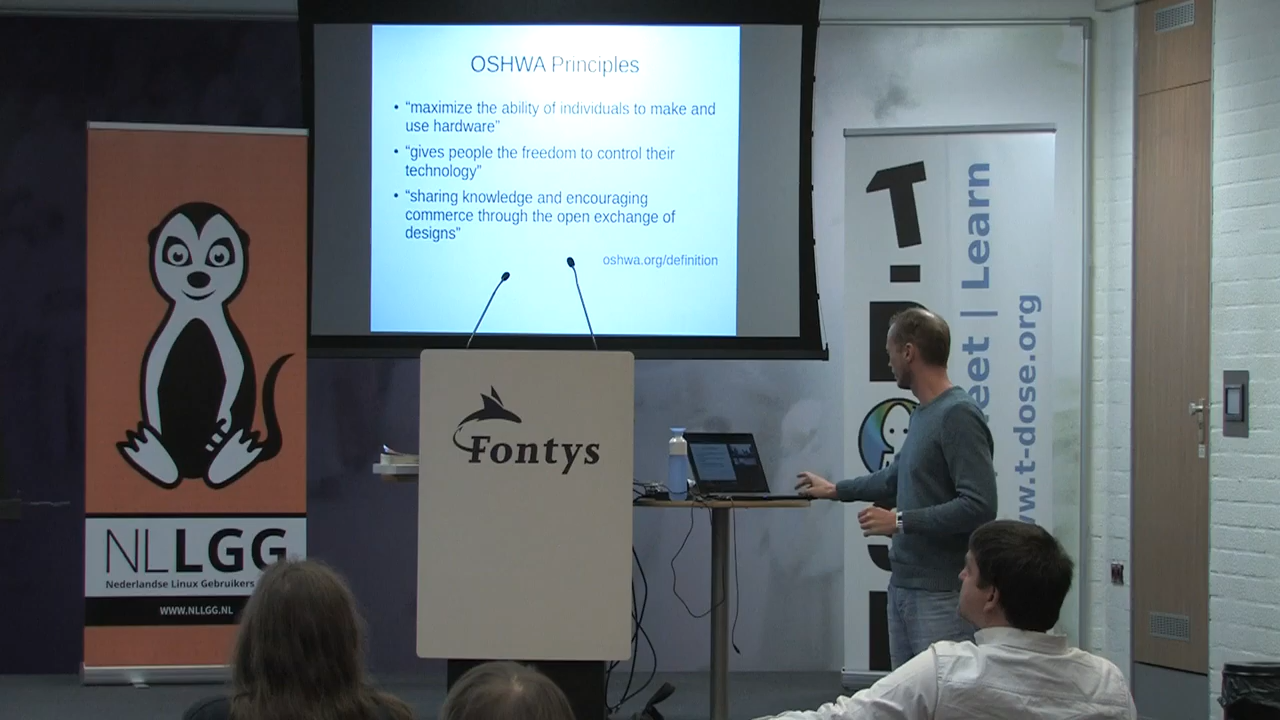 OSHWA Principles
• “maximize the ability of individuals to make and
use hardware”
• “gives people the freedom to control their
technology”
• “sharing knowledge and encouraging
commerce through the open exchange of
designs”
oshwa.org/definition
Fontys
NLLGG
Nederlandse Linux Gebruikers
WWW.NLLGG.NL
| Learn
t-dose.org